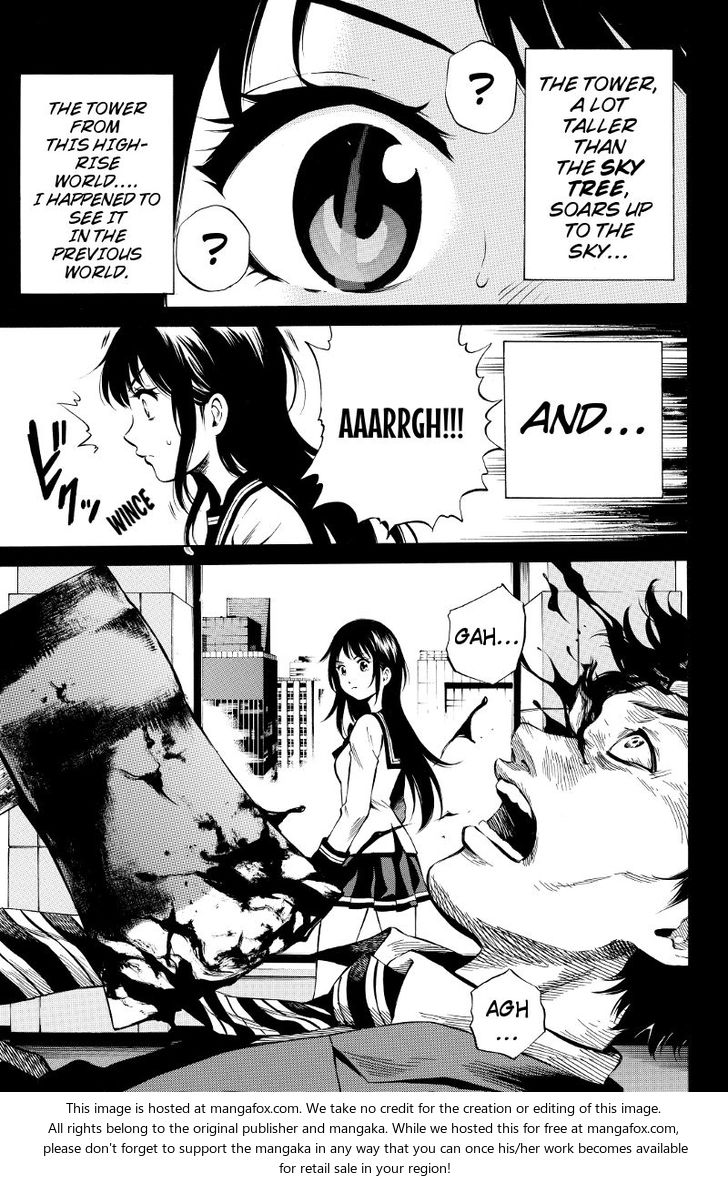 THE TOWER,
A LOT
TALLER
THAN
THE SKY
TREE,
SOARS UP
TO THE
SKY...
?
?
THE TOWER
FROM
THIS HIGH-
RISE
WORLD....
I HAPPENED TO
SEE IT
IN THE
PREVIOUS
WORLD.
AND...
AAARRGH!!!
ビクッ
WINCE
GAH...
AGH
...
This image is hosted at mangafox.com. We take no credit for the creation or editing of this image.
All rights belong to the original publisher and mangaka. While we hosted this for free at mangafox.com,
please don't forget to support the mangaka in any way that you can once his/her work becomes available
for retail sale in your region!